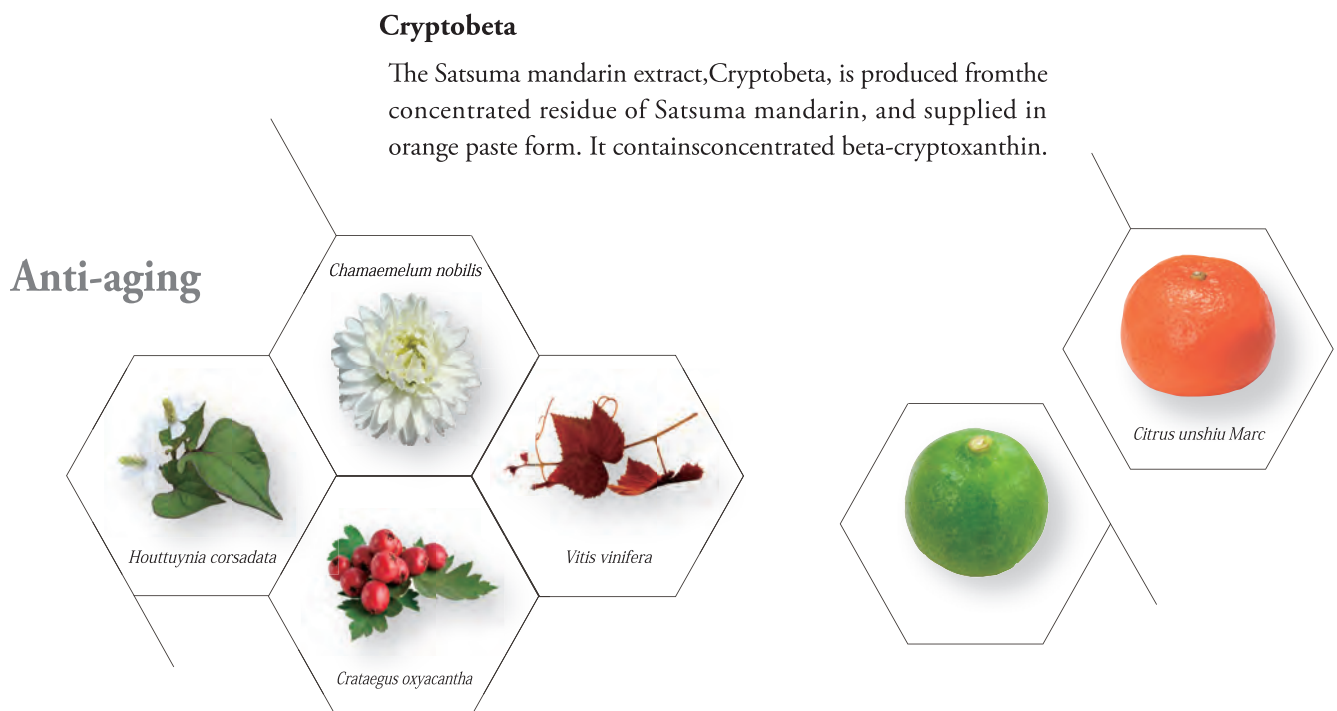 Cryptobeta
The Satsuma mandarin extract,Cryptobeta, is produced fromthe
concentrated residue of Satsuma mandarin, and supplied in
orange paste form. It containsconcentrated beta-cryptoxanthin.
Anti-aging
Chamaemelum nobilis
Houttuynia corsadata
Vitis vinifera
Crataegus oxyacantha
Citrus unshiu Marc